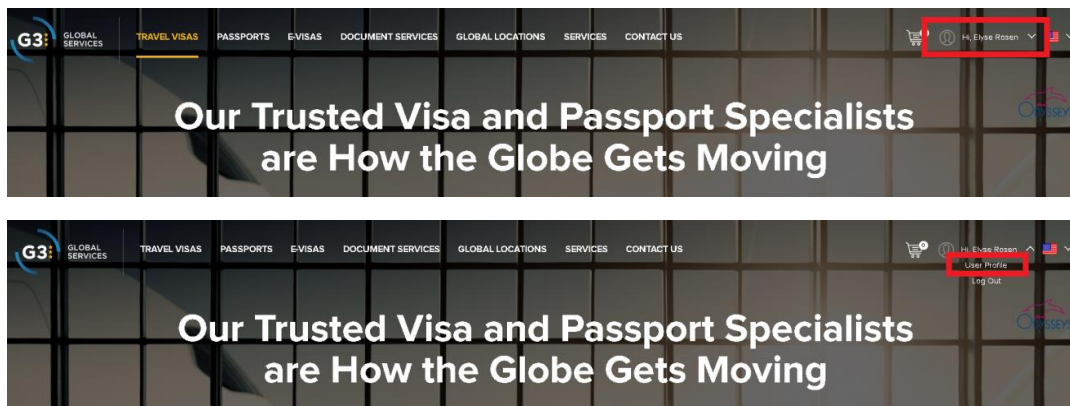 G3 GLOBAL SERVICES TRAVEL VISAS PASSPORTS E-VISAS DOCUMENT SERVICES GLOBAL LOCATIONS SERVICES CONTACT US Hi, Elyse Rosen
Our Trusted Visa and Passport Specialists
are How the Globe Gets Moving
G3 GLOBAL SERVICES TRAVEL VISAS PASSPORTS E-VISAS DOCUMENT SERVICES GLOBAL LOCATIONS SERVICES CONTACT US 0 Hi, Elyse Rosen
User Profile
Log Out
Our Trusted Visa and Passport Specialists
are How the Globe Gets Moving